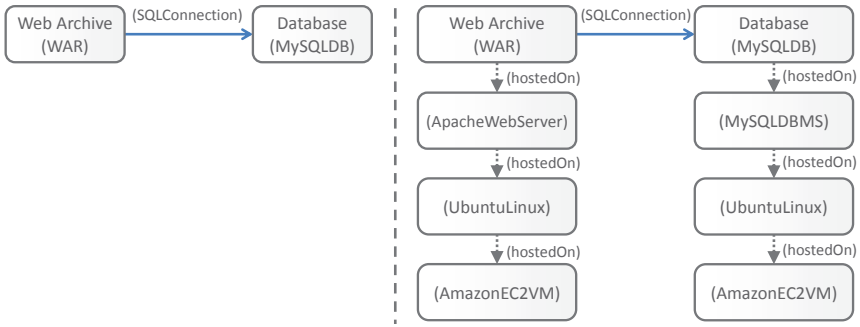 Web Archive
(WAR)
(SQLConnection)
Database
(MySQLDB)
Web Archive
(WAR)
(SQLConnection)
Database
(MySQLDB)
(hostedOn)
(hostedOn)
(ApacheWebServer)
(MySQLDBMS)
(hostedOn)
(hostedOn)
(UbuntuLinux)
(UbuntuLinux)
(hostedOn)
(hostedOn)
(AmazonEC2VM)
(AmazonEC2VM)